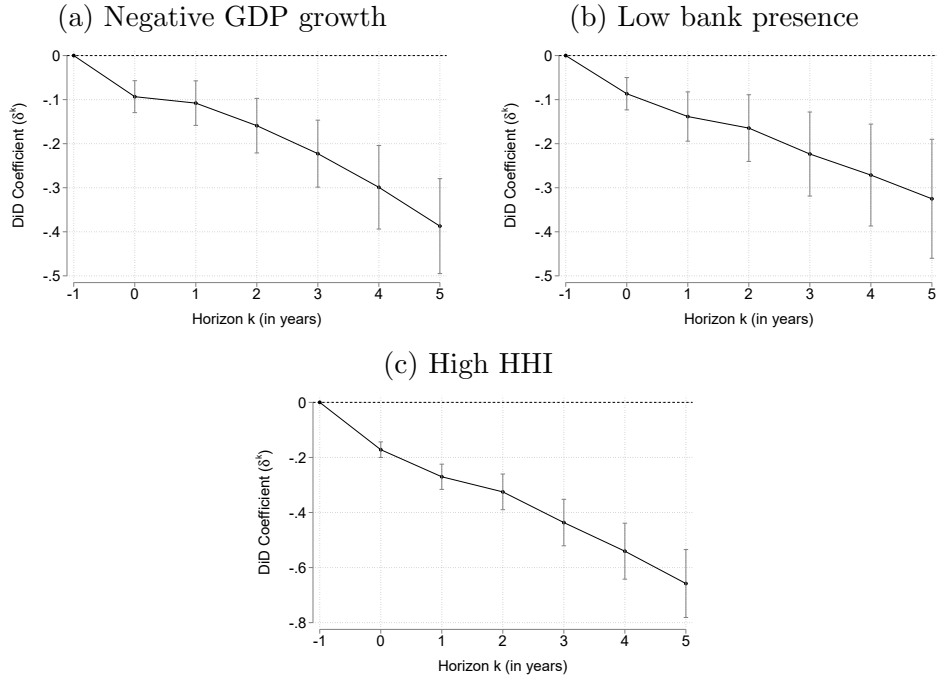 (a) Negative GDP growth
0
-.1
-.2
-.3
-.4
-.5
DiD Coefficient (δᵏ)
-1 0 1 2 3 4 5
Horizon k (in years)
(b) Low bank presence
0
-.1
-.2
-.3
-.4
-.5
DiD Coefficient (δᵏ)
-1 0 1 2 3 4 5
Horizon k (in years)
(c) High HHI
0
-.2
-.4
-.6
-.8
DiD Coefficient (δᵏ)
-1 0 1 2 3 4 5
Horizon k (in years)